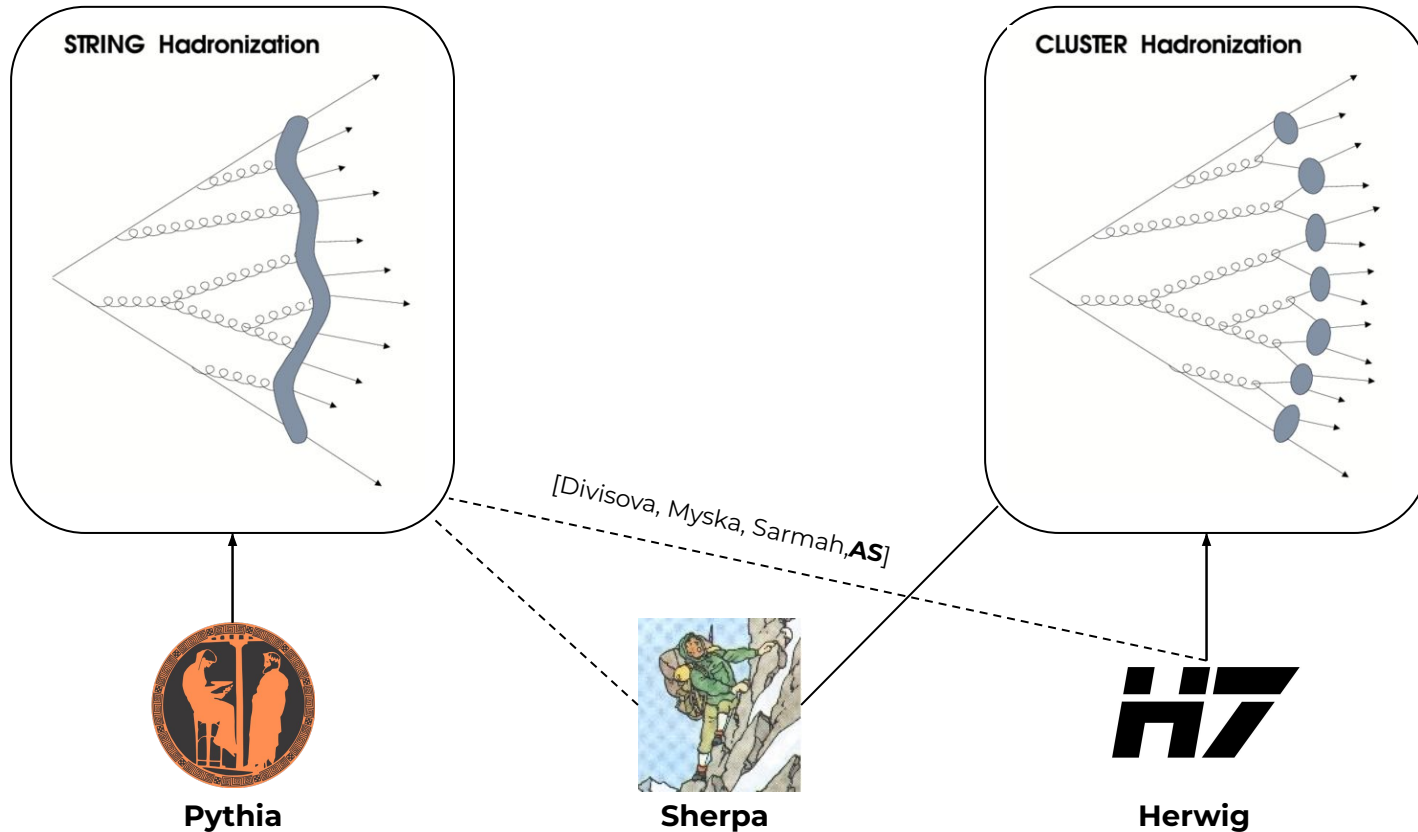 STRING Hadronization
CLUSTER Hadronization
[Divisova, Myska, Sarmah,AS]
H7
Pythia
Sherpa
Herwig